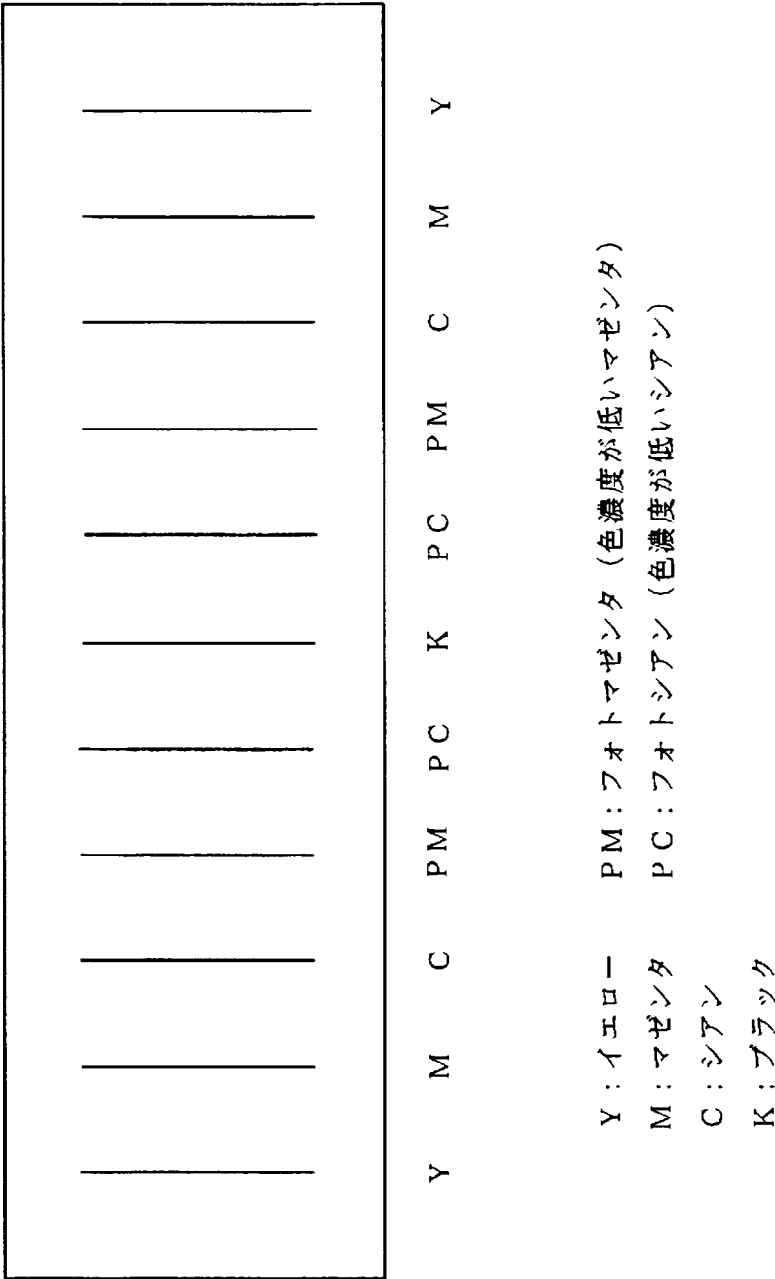 Y M C PM PC K PC PM C M Y
Y：イエロー PM：フォトマゼンタ（色濃度が低いマゼンタ）
M：マゼンタ PC：フォトシアン（色濃度が低いシアン）
C：シアン
K：ブラック